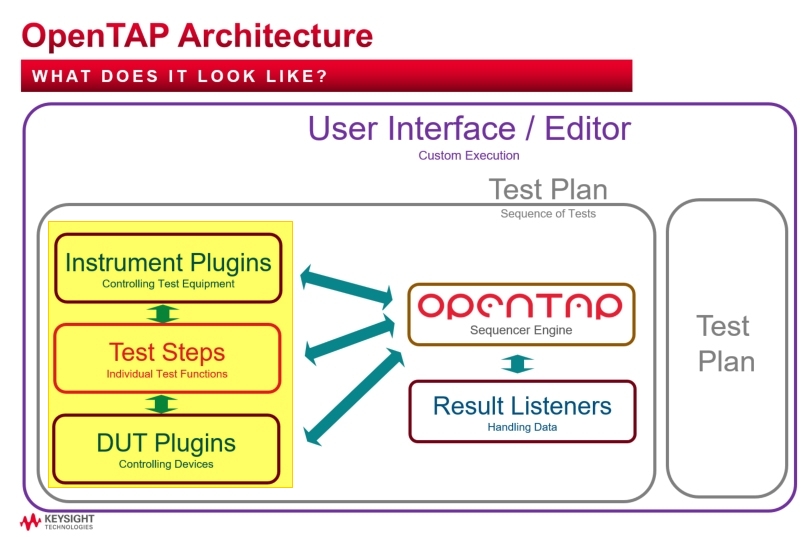 OpenTAP Architecture
WHAT DOES IT LOOK LIKE?
User Interface / Editor
Custom Execution
Test Plan
Sequence of Tests
Instrument Plugins
Controlling Test Equipment
Test Steps
Individual Test Functions
DUT Plugins
Controlling Devices
OPENTAP
Sequencer Engine
Result Listeners
Handling Data
Test
Plan
KEYSIGHT
TECHNOLOGIES